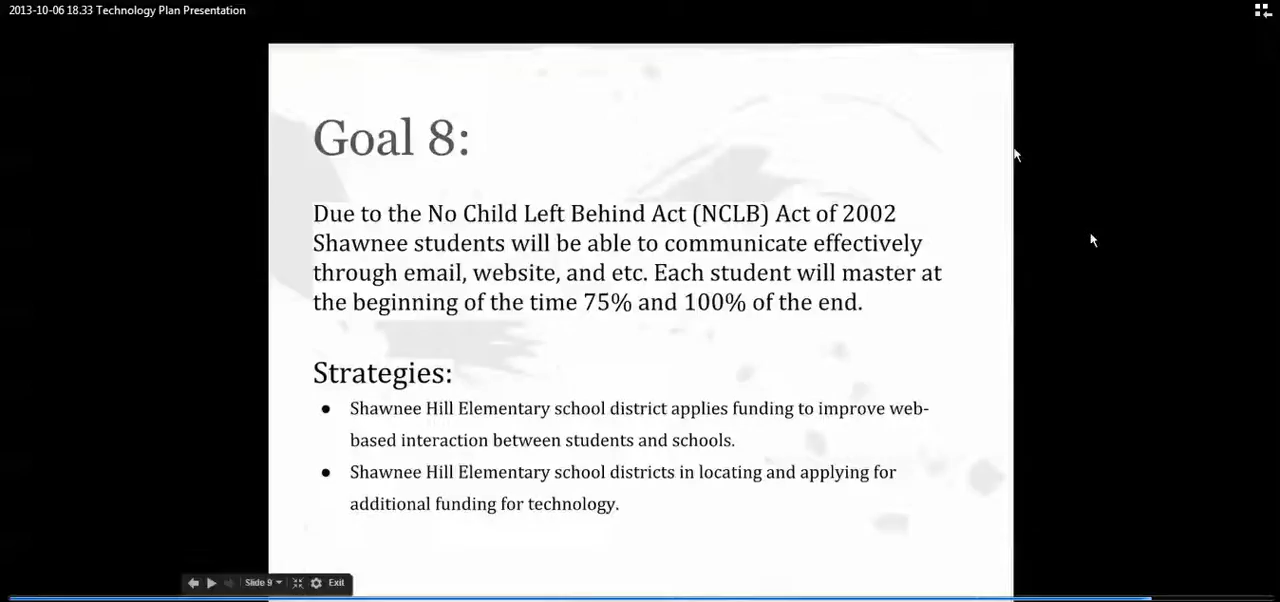 2013-10-06 18.33 Technology Plan Presentation
Goal 8:
Due to the No Child Left Behind Act (NCLB) Act of 2002
Shawnee students will be able to communicate effectively
through email, website, and etc. Each student will master at
the beginning of the time 75% and 100% of the end.
Strategies:
● Shawnee Hill Elementary school district applies funding to improve web-
based interaction between students and schools.
● Shawnee Hill Elementary school districts in locating and applying for
additional funding for technology.
Slide 9 Exit